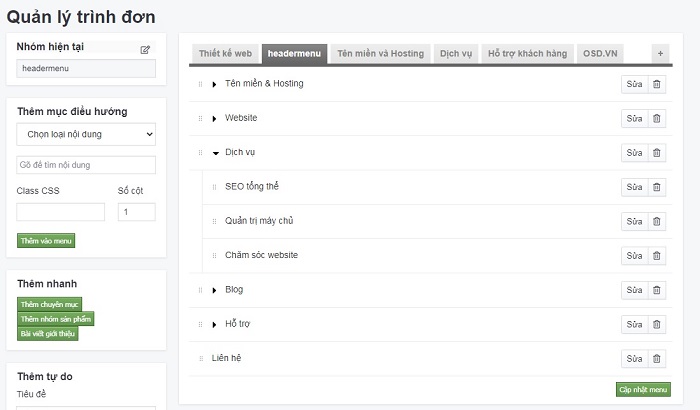 Quản lý trình đơn
Nhóm hiện tại
headermenu
Thêm mục điều hướng
Chọn loại nội dung
Gõ để tìm nội dung
Class CSS Số cột
1
Thêm vào menu
Thêm nhanh
Thêm chuyên mục
Thêm nhóm sản phẩm
Bài viết giới thiệu
Thêm tự do
Tiêu đề
Thiết kế web headermenu Tên miền và Hosting Dịch vụ Hỗ trợ khách hàng OSD.VN +
Tên miền & Hosting Sửa
Website Sửa
Dịch vụ Sửa
SEO tổng thể Sửa
Quản trị máy chủ Sửa
Chăm sóc website Sửa
Blog Sửa
Hỗ trợ Sửa
Liên hệ Sửa
Cập nhật menu